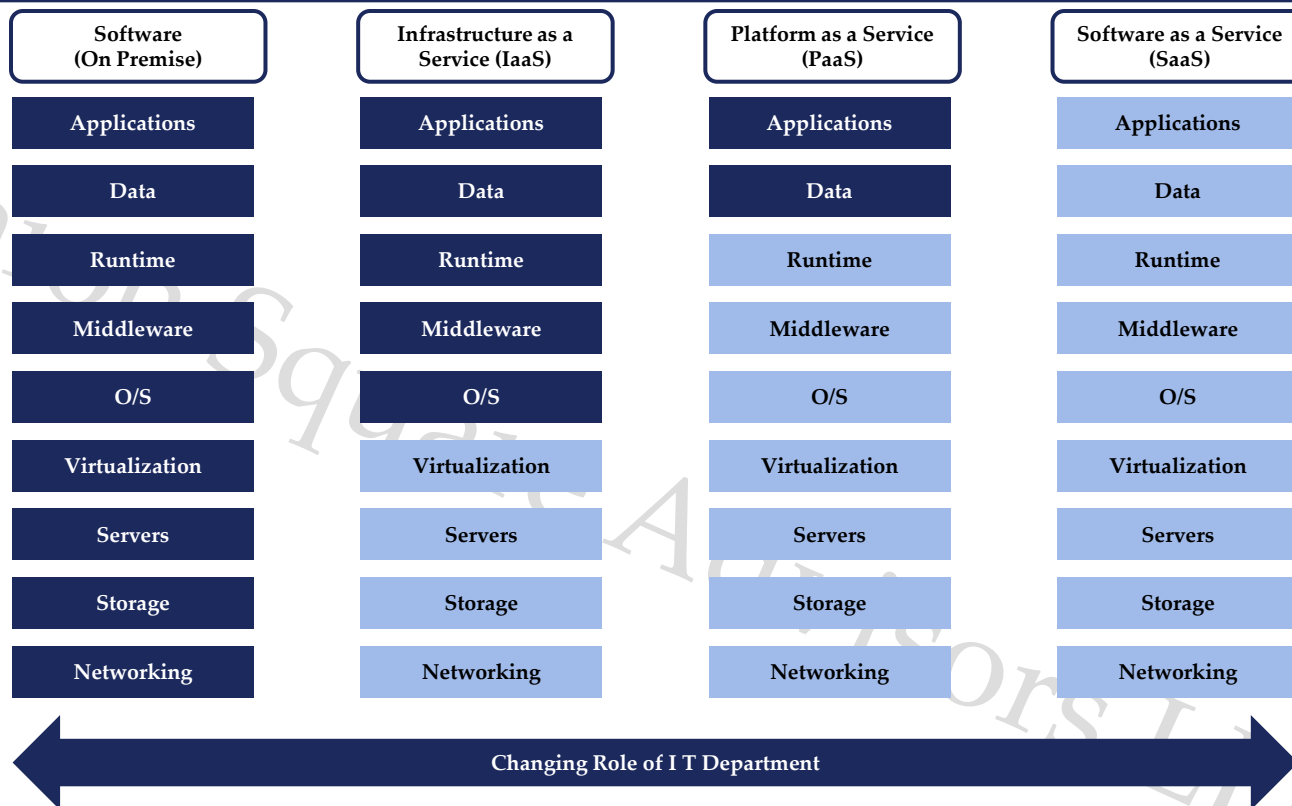 Software
(On Premise)
Infrastructure as a
Service (IaaS)
Platform as a Service
(PaaS)
Software as a Service
(SaaS)
Applications
Applications
Applications
Applications
Data
Data
Data
Data
Runtime
Runtime
Runtime
Runtime
Middleware
Middleware
Middleware
Middleware
O/S
O/S
O/S
O/S
Virtualization
Virtualization
Virtualization
Virtualization
Servers
Servers
Servers
Servers
Storage
Storage
Storage
Storage
Networking
Networking
Networking
Networking
Changing Role of I T Department
Square Advisors